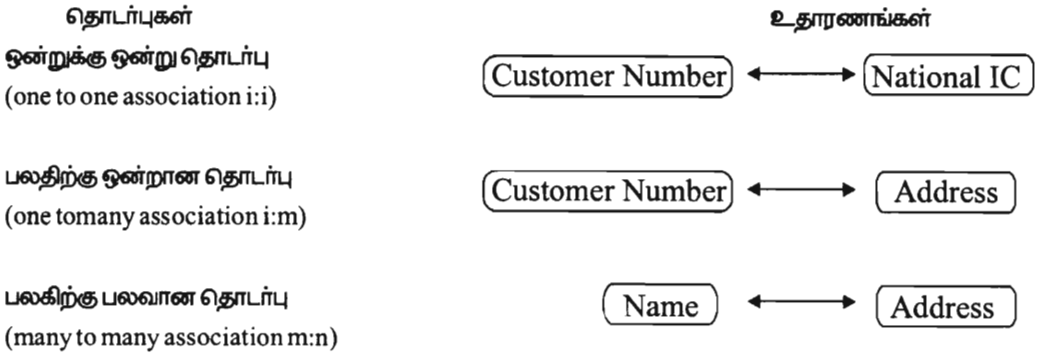 தொடர்புகள்
உதாரணங்கள்
ஒன்றுக்கு ஒன்று தொடர்பு
(one to one association i:i)
Customer Number
National IC
பலதிற்கு ஒன்றான தொடர்பு
(one tomany association i:m)
Customer Number
Address
பலகிற்கு பலவான தொடர்பு
(many to many association m:n)
Name
Address